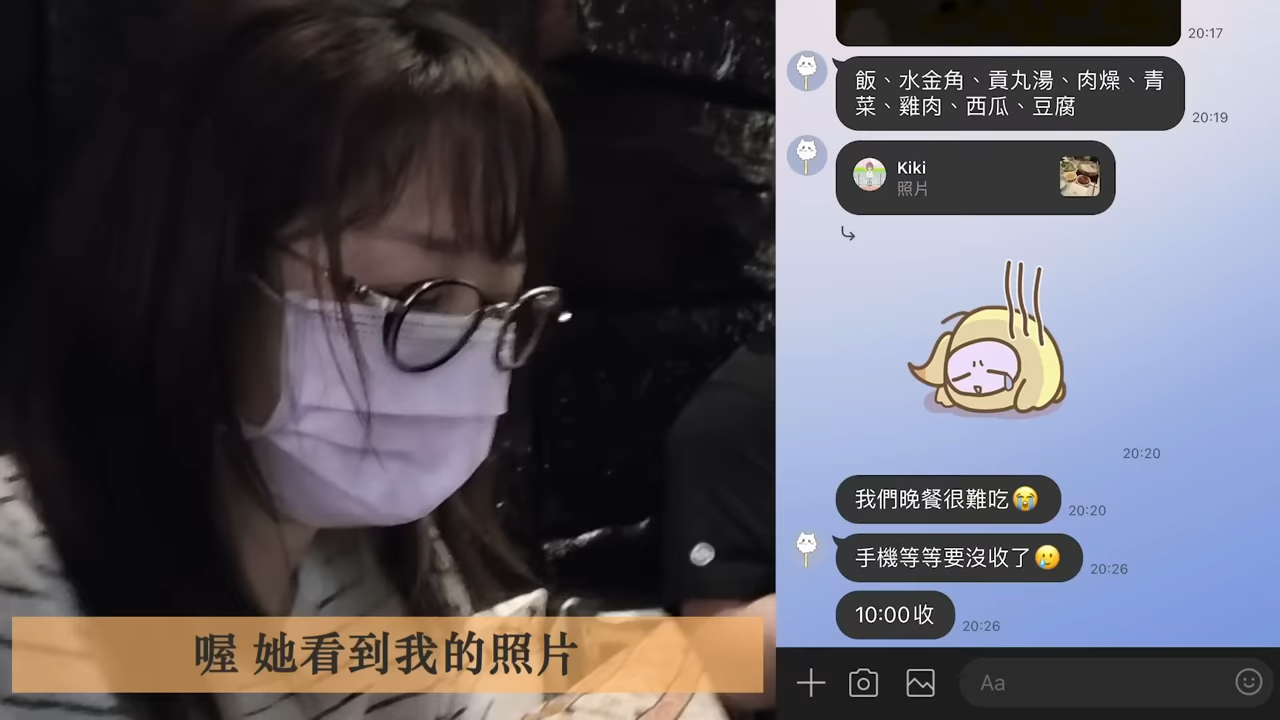 喔 她看到我的照片
20:17
飯、水金角、貢丸湯、肉燥、青
菜、雞肉、西瓜、豆腐
20:19
Kiki
照片
20:20
我們晚餐很難吃😭
20:20
手機等等要沒收了🥲
20:26
10:00收
20:26
Aa